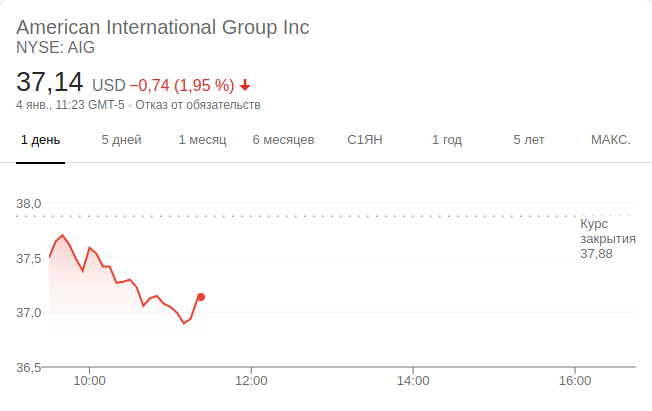 American International Group Inc
NYSE: AIG
37,14 USD −0,74 (1,95 %)
4 янв., 11:23 GMT-5 · Отказ от обязательств
1 день 5 дней 1 месяц 6 месяцев С1ЯН 1 год 5 лет МАКС.
38,0
Курс
закрытия
37,5
37,88
37,0
36,5
10:00 12:00 14:00 16:00